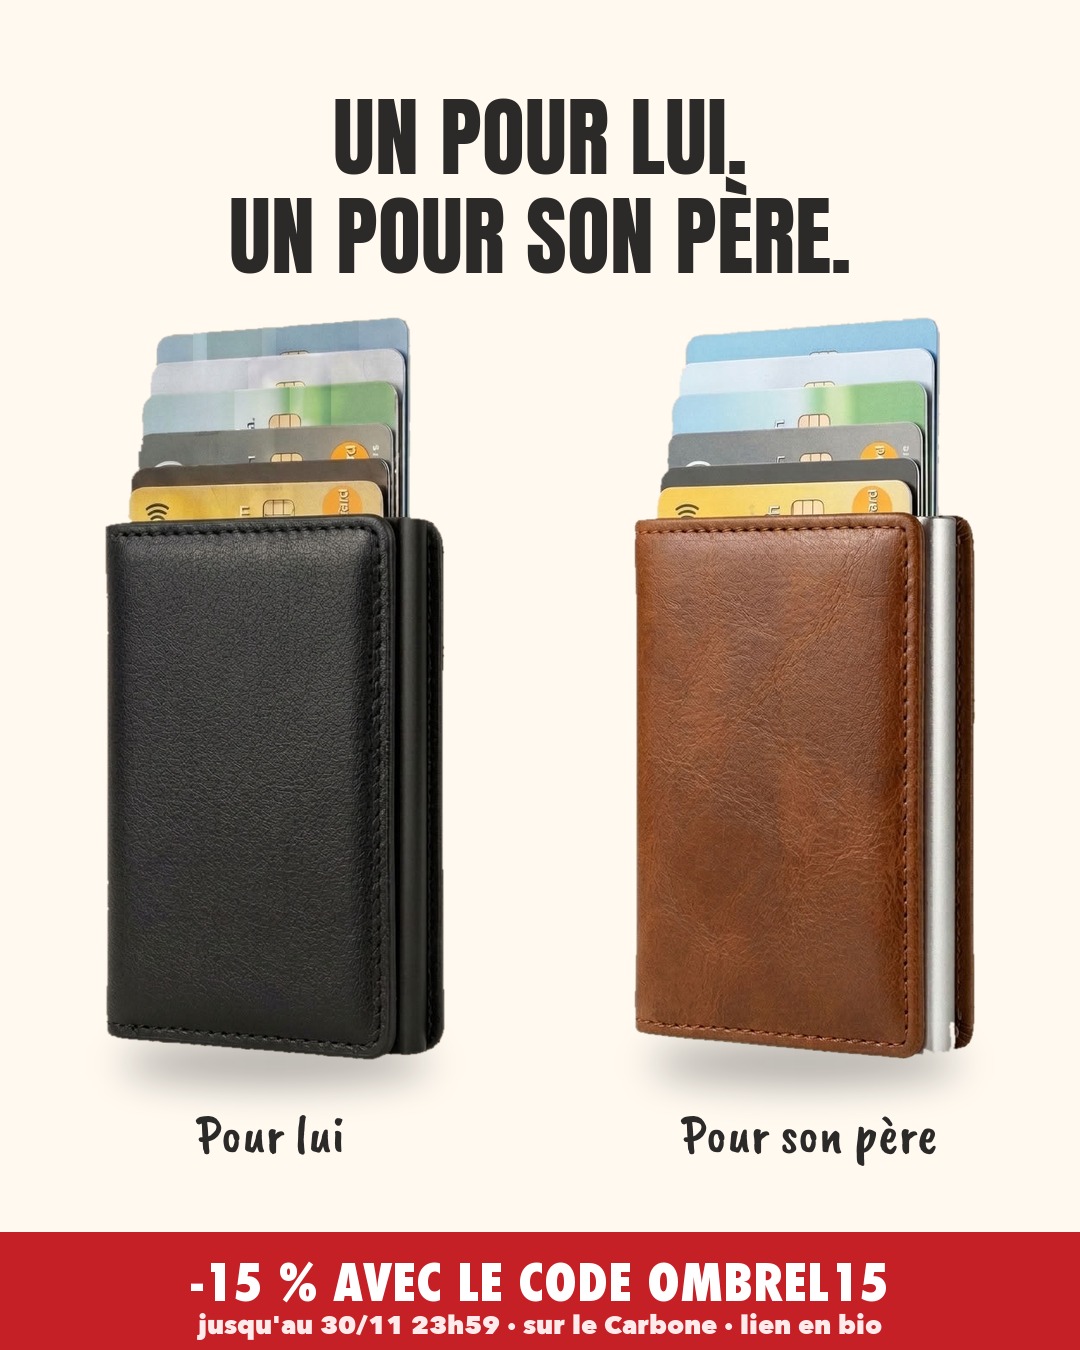 UN POUR LUI.
UN POUR SON PÈRE.
Pour lui
Pour son père
-15 % AVEC LE CODE OMBREL15
jusqu'au 30/11 23h59 · sur le Carbone · lien en bio